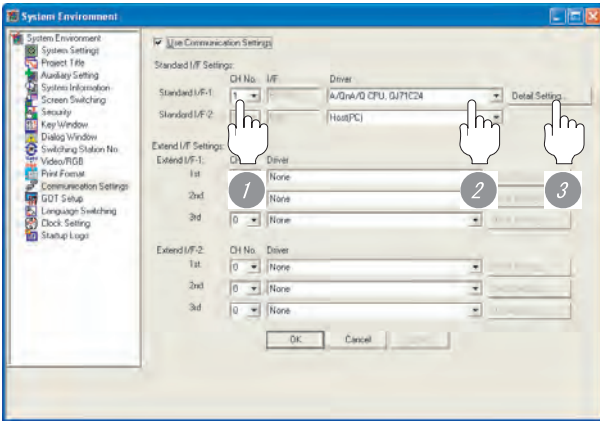 System Environment
System Environment
System Settings
Project Title
Auxiliary Setting
System Information
Screen Switching
Security
Key Window
Dialog Window
Switching Station No.
Video/RGB
Print Format
Communication Settings
GOT Setup
Language Switching
Clock Setting
Startup Logo
Use Communication Settings
Standard I/F Settings:
CH No. I/F Driver
Standard I/F-1: 1 A/QnA/Q CPU, QJ71C24 Detail Setting...
Standard I/F-2: Host(PC)
Extend I/F Settings:
Extend I/F-1: Driver
1st None
2nd None
3rd 0 None
1 2 3
Extend I/F-2: CH No. Driver
1st 0 None
2nd 0 None
3rd 0 None
OK Cancel